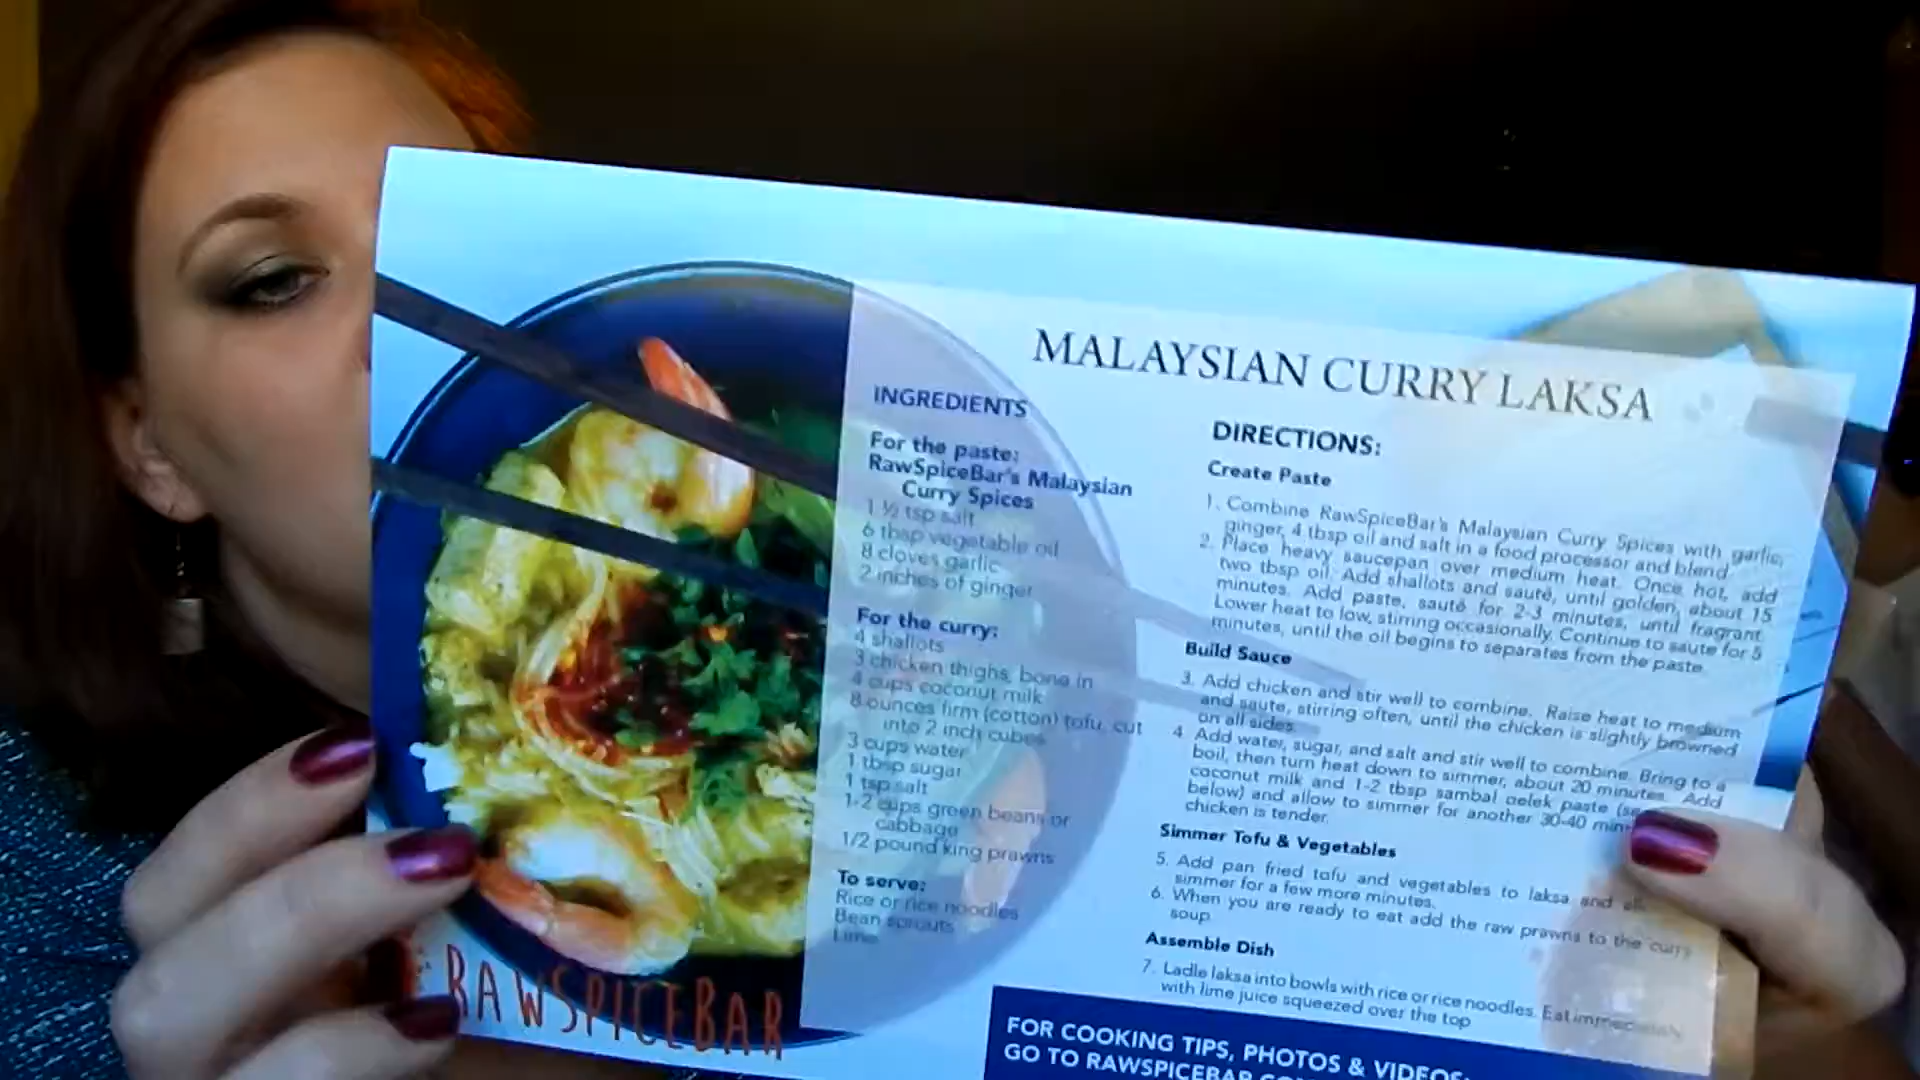 MALAYSIAN CURRY LAKSA
INGREDIENTS
For the paste:
RawSpiceBar's Malaysian
Curry Spices
1 ½ tsp salt
6 tbsp vegetable oil
8 cloves garlic
2 inches of ginger
For the curry:
4 shallots
3 chicken thighs, bone in
4 cups coconut milk
8 ounces firm (cotton) tofu, cut
into 2 inch cubes
3 cups water
1 tbsp sugar
1 tsp salt
1-2 cups green beans or
cabbage
1/2 pound king prawns
To serve:
Rice or rice noodles
Bean sprouts
Lime
DIRECTIONS:
Create Paste
1. Combine RawSpiceBar's Malaysian Curry Spices with garlic,
ginger, 4 tbsp oil and salt in a food processor and blend.
2. Place heavy saucepan over medium heat. Once hot, add
two tbsp oil. Add shallots and sauté, until golden, about 15
minutes. Add paste, sauté for 2-3 minutes, until fragrant.
Lower heat to low, stirring occasionally. Continue to saute for 5
minutes, until the oil begins to separates from the paste.
Build Sauce
3. Add chicken and stir well to combine. Raise heat to medium
and saute, stirring often, until the chicken is slightly browned
on all sides.
4. Add water, sugar, and salt and stir well to combine. Bring to a
boil, then turn heat down to simmer, about 20 minutes. Add
coconut milk and 1-2 tbsp sambal oelek paste (se
below) and allow to simmer for another 30-40 min
chicken is tender.
Simmer Tofu & Vegetables
5. Add pan fried tofu and vegetables to laksa and
simmer for a few more minutes.
6. When you are ready to eat add the raw prawns to the curry
soup.
Assemble Dish
7. Ladle laksa into bowls with rice or rice noodles. Eat immediately
with lime juice squeezed over the top
RAWSPICEBAR
FOR COOKING TIPS, PHOTOS & VIDEOS:
GO TO RAWSPICEBAR.COM